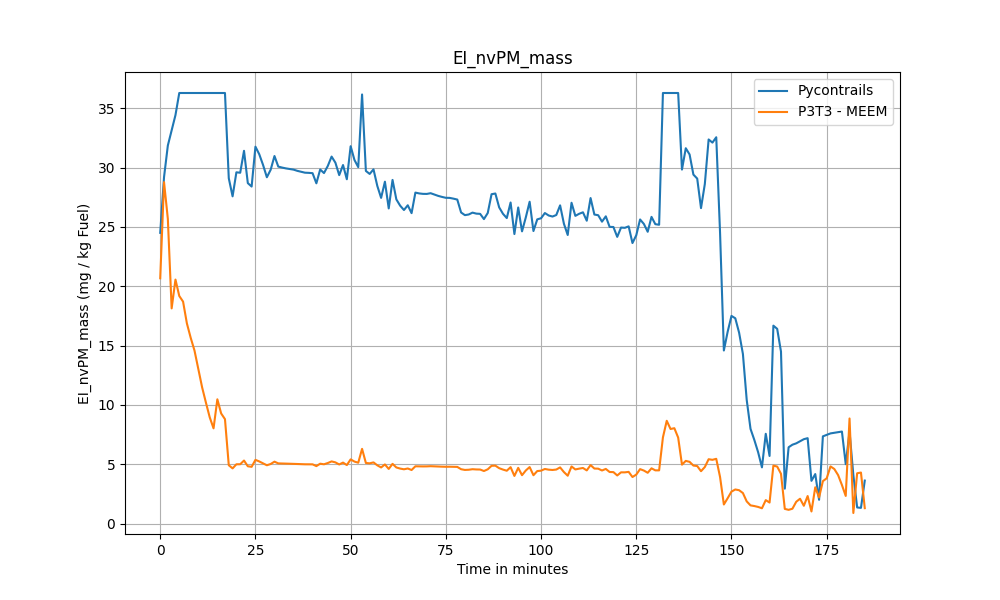 EI_nvPM_mass
Pycontrails
P3T3 - MEEM
EI_nvPM_mass (mg / kg Fuel)
35
30
25
20
15
10
5
0
0 25 50 75 100 125 150 175
Time in minutes